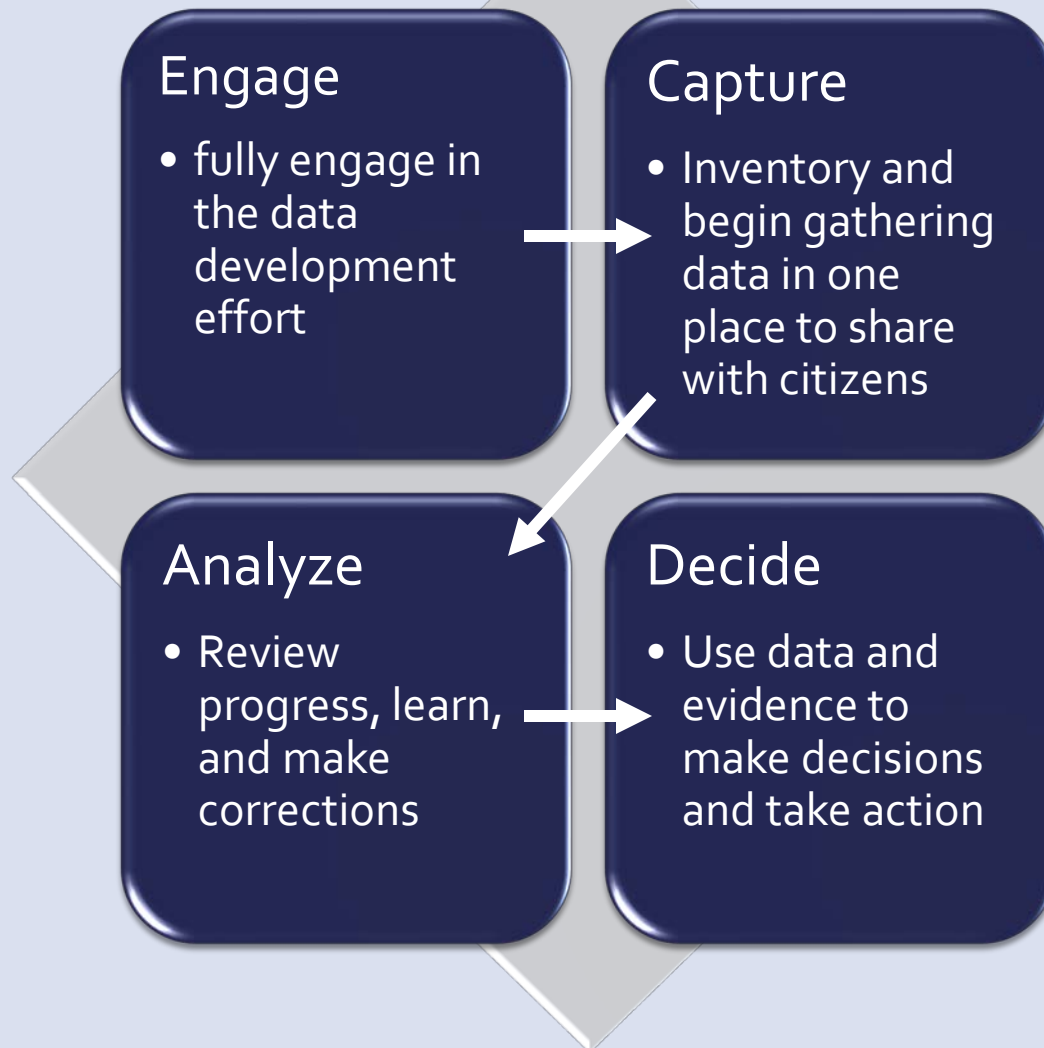 Engage
• fully engage in
the data
development
effort
Capture
• Inventory and
begin gathering
data in one
place to share
with citizens
Analyze
• Review
progress, learn,
and make
corrections
Decide
• Use data and
evidence to
make decisions
and take action